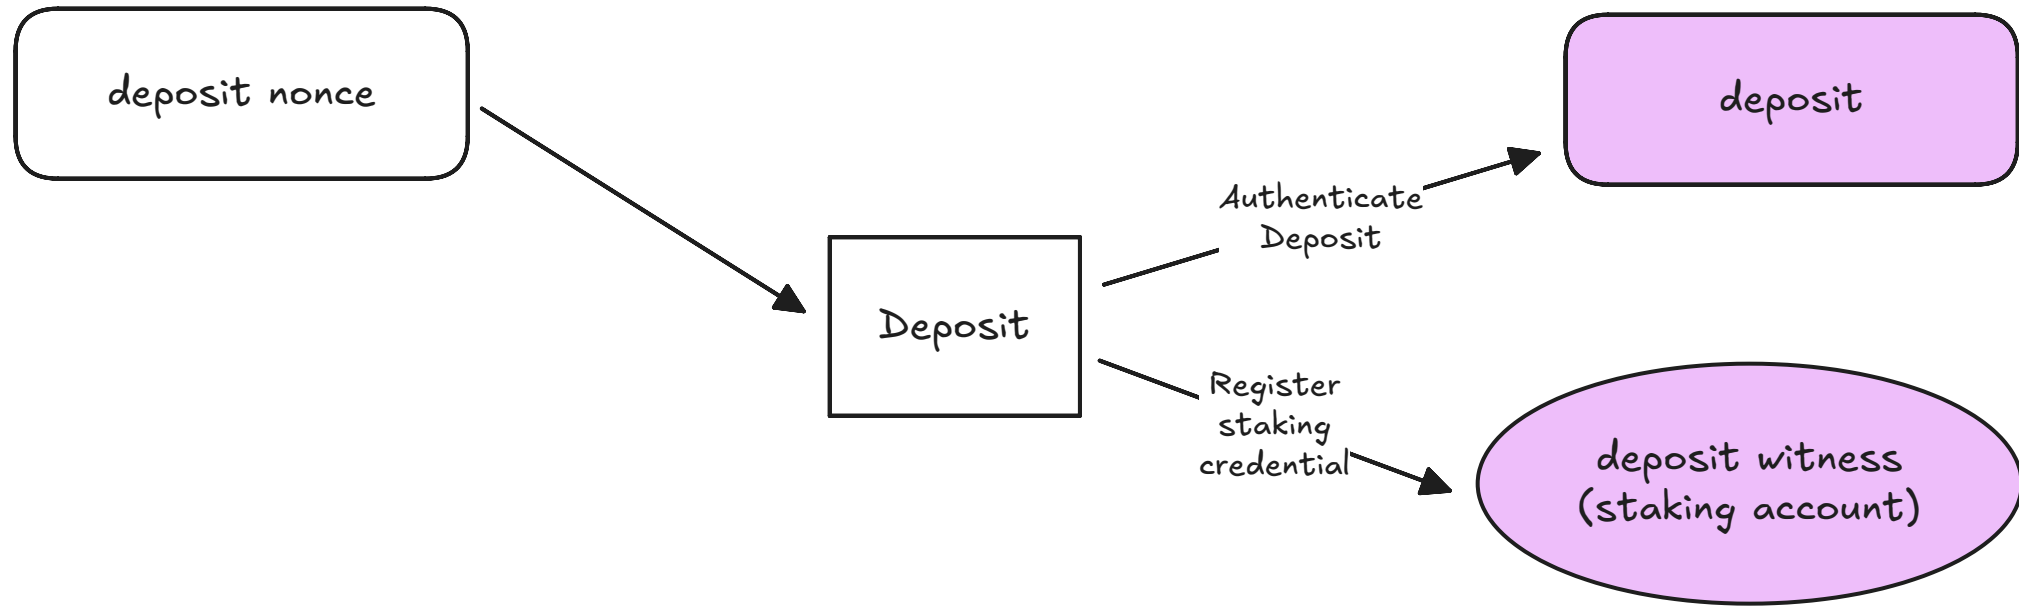 deposit nonce
deposit
Authenticate
Deposit
Deposit
Register
staking
credential
deposit witness
(staking account)